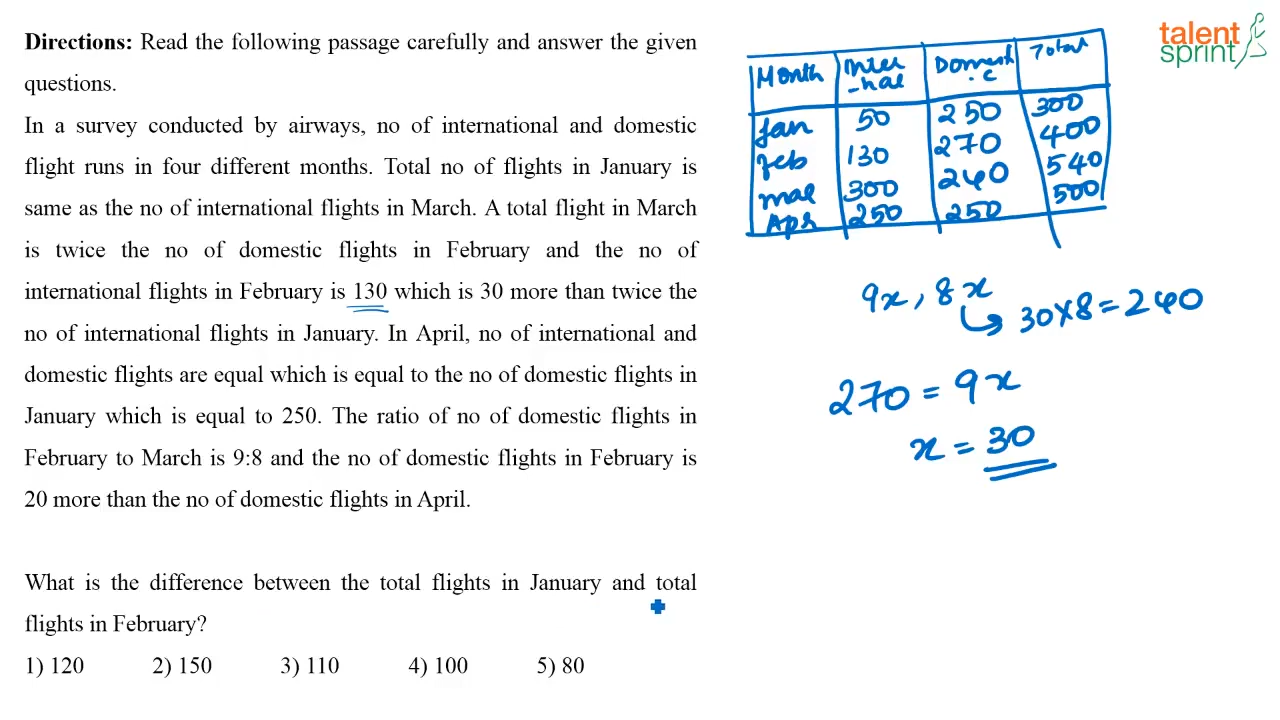 Directions: Read the following passage carefully and answer the given
questions.
In a survey conducted by airways, no of international and domestic
flight runs in four different months. Total no of flights in January is
same as the no of international flights in March. A total flight in March
is twice the no of domestic flights in February and the no of
international flights in February is 130 which is 30 more than twice the
no of international flights in January. In April, no of international and
domestic flights are equal which is equal to the no of domestic flights in
January which is equal to 250. The ratio of no of domestic flights in
February to March is 9:8 and the no of domestic flights in February is
20 more than the no of domestic flights in April.
What is the difference between the total flights in January and total
flights in February?
1) 120 2) 150 3) 110 4) 100 5) 80
talent
sprint
Month Inter Domest Total
-nal ic
Jan 50 250 300
Feb 130 270 400
Mar 300 240 540
Apr 250 250 500
9x, 8x
30×8=240
270 = 9x
x = 30